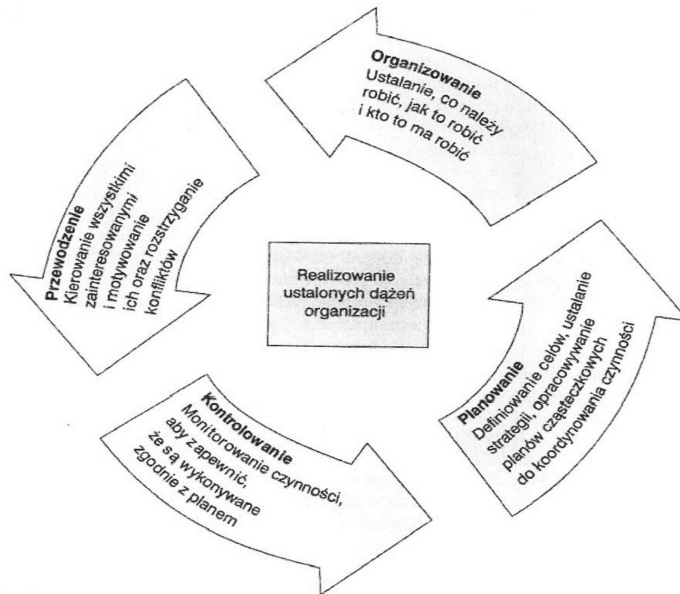 Organizowanie
Ustalanie, co należy
robić, jak to robić
i kto to ma robić
Przewodzenie
Kierowanie wszystkimi
zainteresowanymi
i motywowanie
ich oraz rozstrzyganie
konfliktów
Realizowanie
ustalonych dążeń
organizacji
Planowanie
Definiowanie celów, ustalanie
strategii, opracowywanie
planów cząsteczkowych
do koordynowania czynności
Kontrolowanie
Monitorowanie czynności,
aby zapewnić,
że są wykonywane
zgodnie z planem